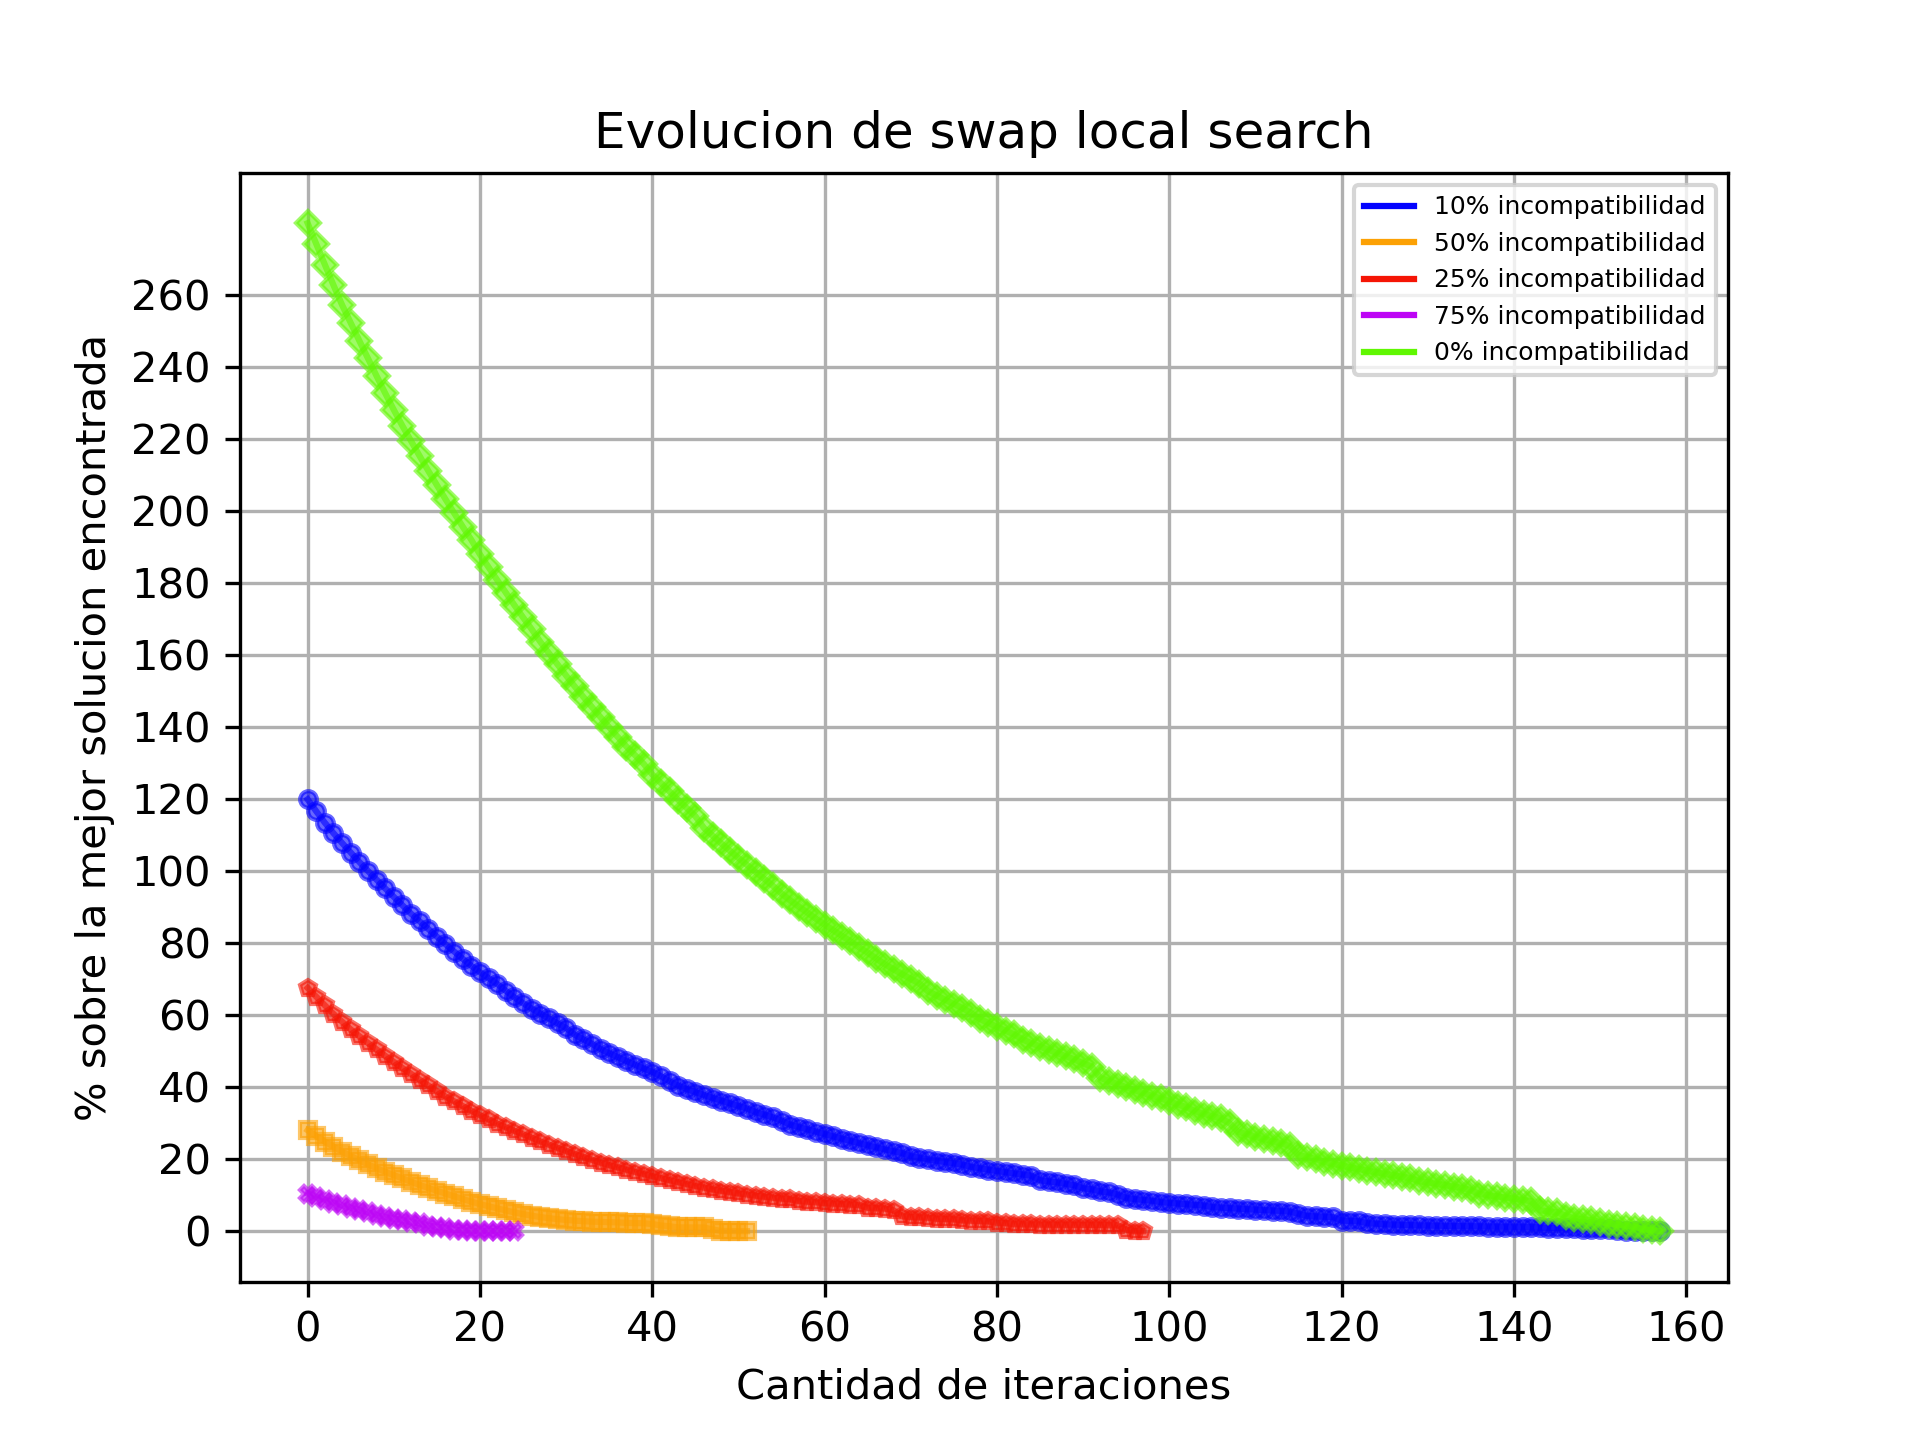 Evolucion de swap local search
10% incompatibilidad
50% incompatibilidad
25% incompatibilidad
75% incompatibilidad
0% incompatibilidad
% sobre la mejor solucion encontrada
260
240
220
200
180
160
140
120
100
80
60
40
20
0
0 20 40 60 80 100 120 140 160
Cantidad de iteraciones